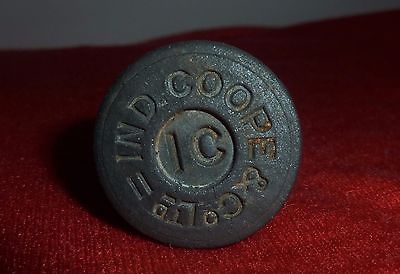 IND. COOPE & Co. LTD =
IC